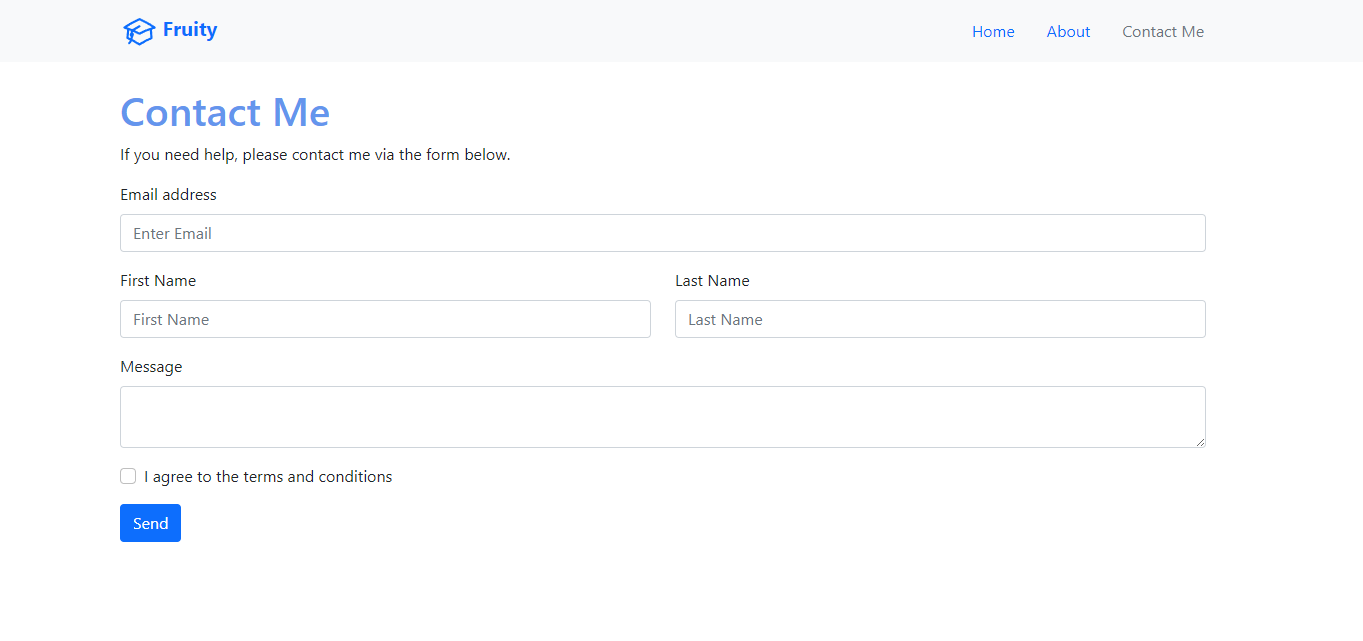 Fruity Home About Contact Me
Contact Me
If you need help, please contact me via the form below.
Email address
Enter Email
First Name Last Name
First Name Last Name
Message
I agree to the terms and conditions
Send